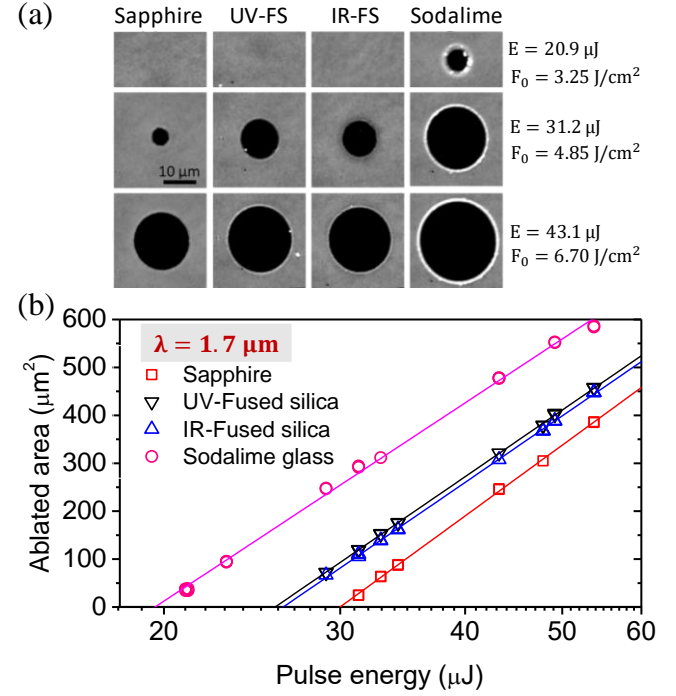 (a)
Sapphire UV-FS IR-FS Sodalime
E = 20.9 μJ
F₀ = 3.25 J/cm²
E = 31.2 μJ
F₀ = 4.85 J/cm²
10 μm
E = 43.1 μJ
F₀ = 6.70 J/cm²
(b)
600
500
400
300
200
100
0
Ablated area (μm²)
λ = 1.7 μm
Sapphire
UV-Fused silica
IR-Fused silica
Sodalime glass
20 30 40 50 60
Pulse energy (μJ)